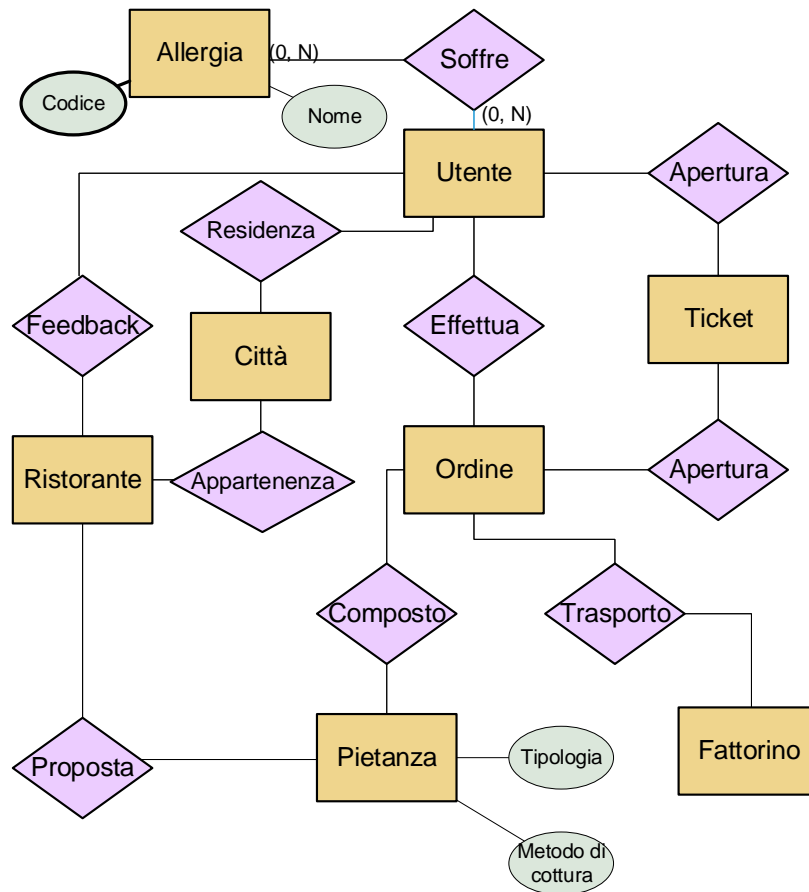 Allergia
(0, N)
Soffre
Codice
Nome
(0, N)
Utente
Apertura
Residenza
Feedback
Città
Effettua
Ticket
Ristorante
Appartenenza
Ordine
Apertura
Composto
Trasporto
Proposta
Pietanza
Tipologia
Fattorino
Metodo di
cottura